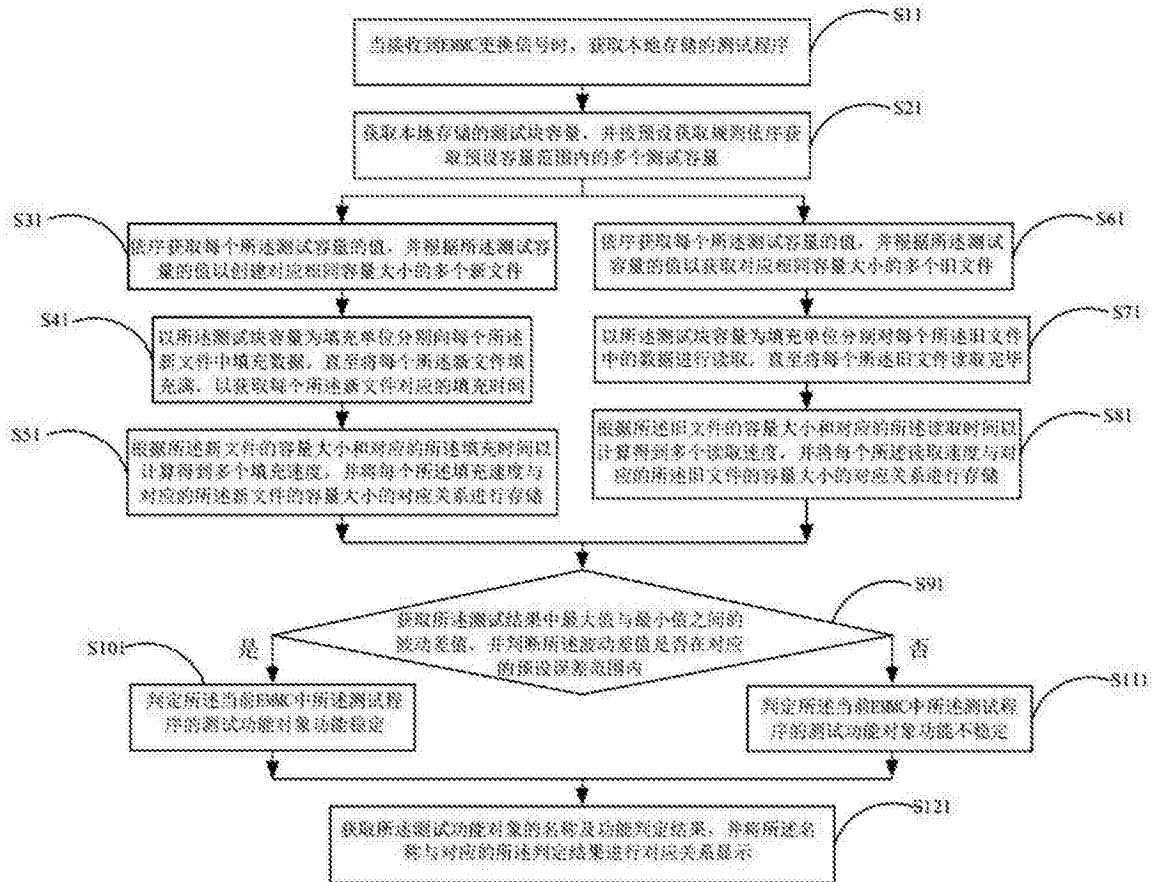 S11
当接收到EMMC更换信号时,获取本地存储的测试程序
S21
获取本地存储的测试块容量,并按预设获取规则依序获
取预设容量范围内的多个测试容量
S31
依序获取每个所述测试容量的值,并根据所述测试容
量的值以创建对应相同容量大小的多个新文件
S41
以所述测试块容量为填充单位分别向每个所述
新文件中填充数据,直至将每个所述新文件填
充满,以获取每个所述新文件对应的填充时间
S51
根据所述新文件的容量大小和对应的所述填充时间以
计算得到多个填充速度,并将每个所述填充速度与
对应的所述新文件的容量大小的对应关系进行存储
S61
依序获取每个所述测试容量的值,并根据所述测试
容量的值以获取对应相同容量大小的多个旧文件
S71
以所述测试块容量为填充单位分别对每个所述旧文件
中的数据进行读取,直至将每个所述旧文件读取完毕
S81
根据所述旧文件的容量大小和对应的所述读取时间以
计算得到多个读取速度,并将每个所述读取速度与对
应的所述旧文件的容量大小的对应关系进行存储
S91
获取所述测试结果中最大值与最小值之间的
波动差值,并判断所述波动差值是否在对应
的预设误差范围内
是
否
S101
判定所述当前EMMC中所述测试程
序的测试功能对象功能稳定
S111
判定所述当前EMMC中所述测试程
序的测试功能对象功能不稳定
S121
获取所述测试功能对象的名称及功能判定结果,并将所述名
称与对应的所述判定结果进行对应关系显示